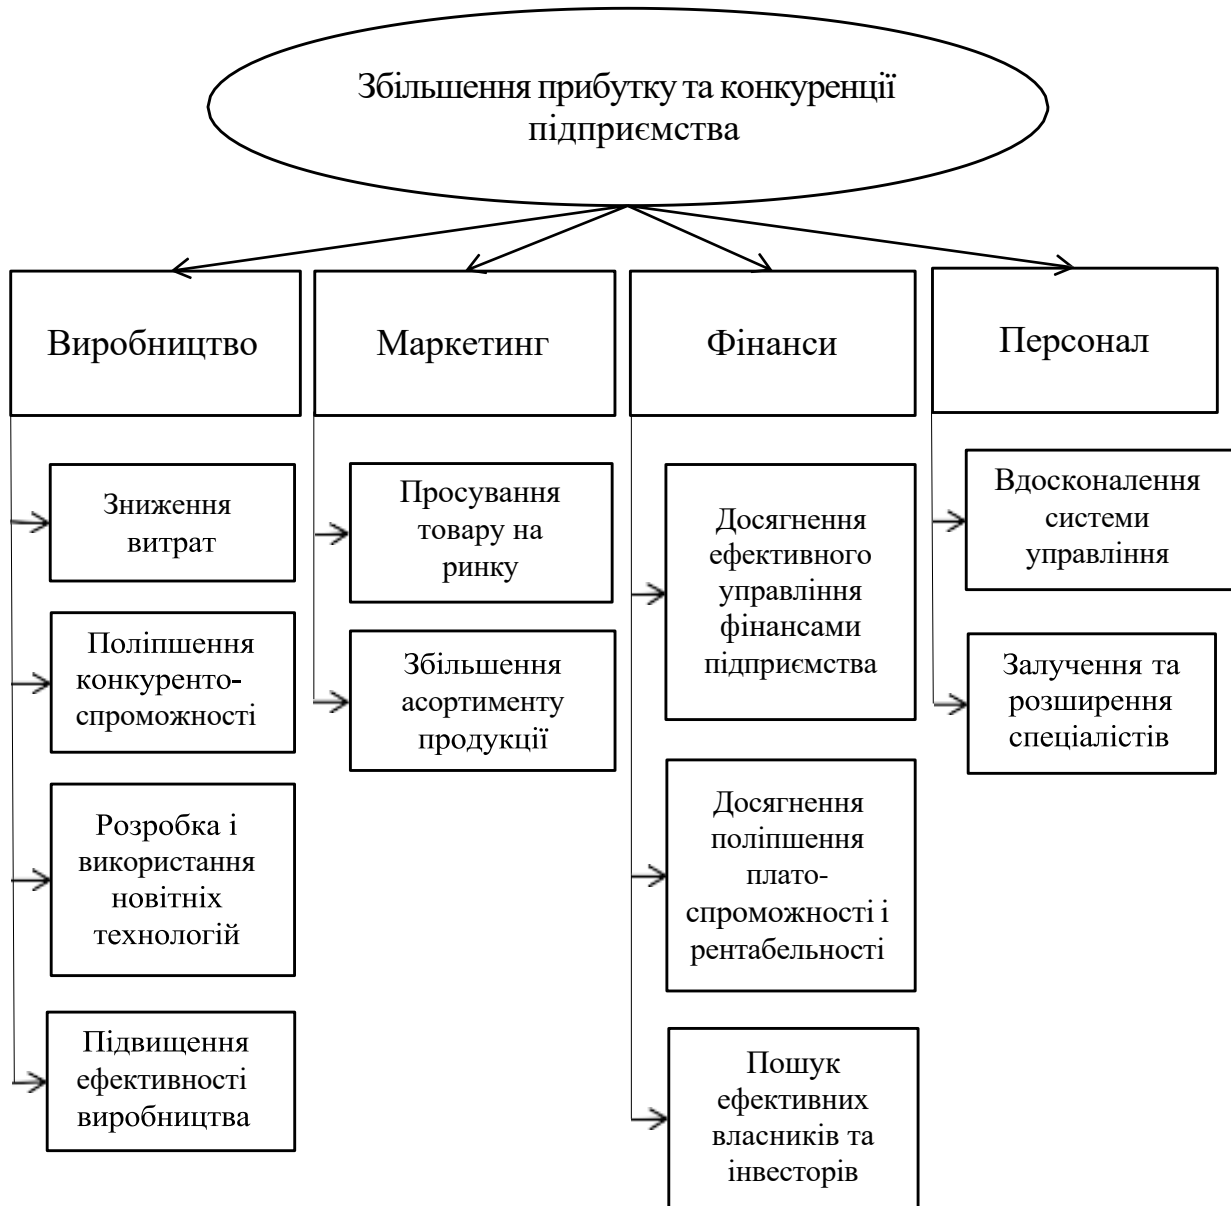 Збільшення прибутку та конкуренції
підприємства
Виробництво
Маркетинг
Фінанси
Персонал
Зниження
витрат
Поліпшення
конкуренто-
спроможності
Розробка і
використання
новітніх
технологій
Підвищення
ефективності
виробництва
Просування
товару на
ринку
Збільшення
асортименту
продукції
Досягнення
ефективного
управління
фінансами
підприємства
Досягнення
поліпшення
плато-
спроможності і
рентабельності
Пошук
ефективних
власників та
інвесторів
Вдосконалення
системи
управління
Залучення та
розширення
спеціалістів